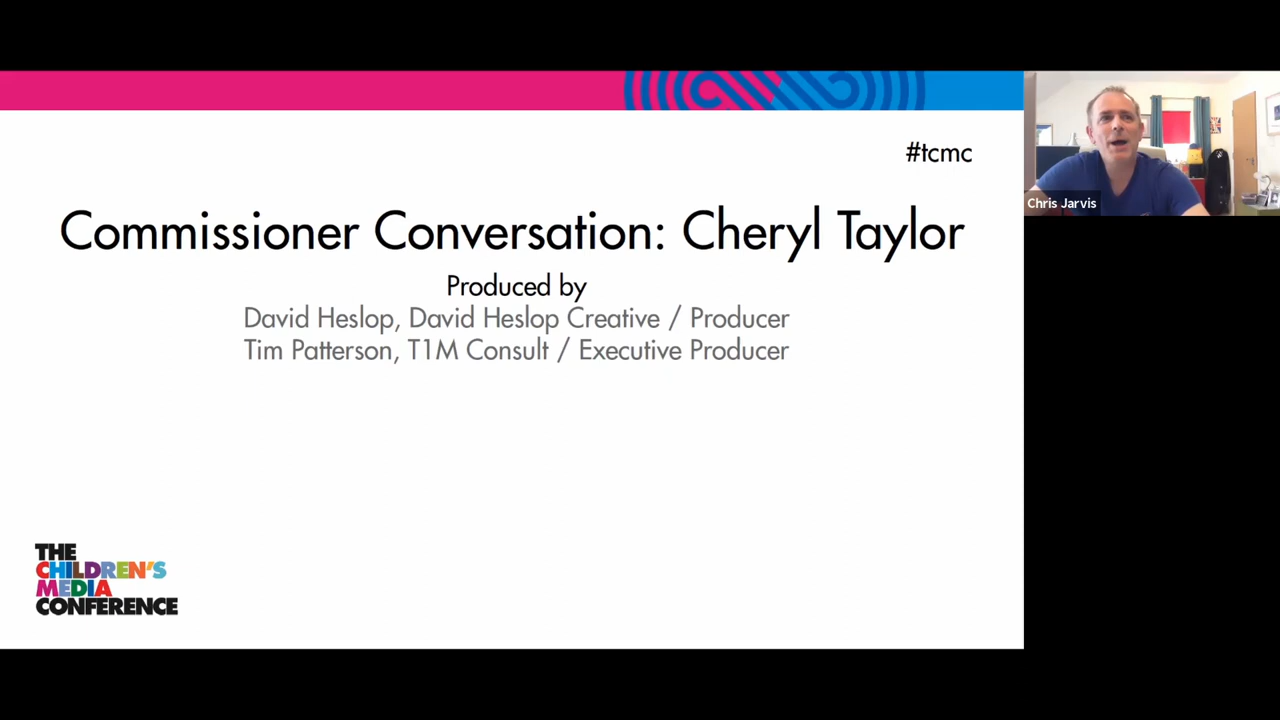 #tcmc
Commissioner Conversation: Cheryl Taylor
Produced by
David Heslop, David Heslop Creative / Producer
Tim Patterson, T1M Consult / Executive Producer
THE
CHILDREN'S
MEDIA
CONFERENCE
Chris Jarvis